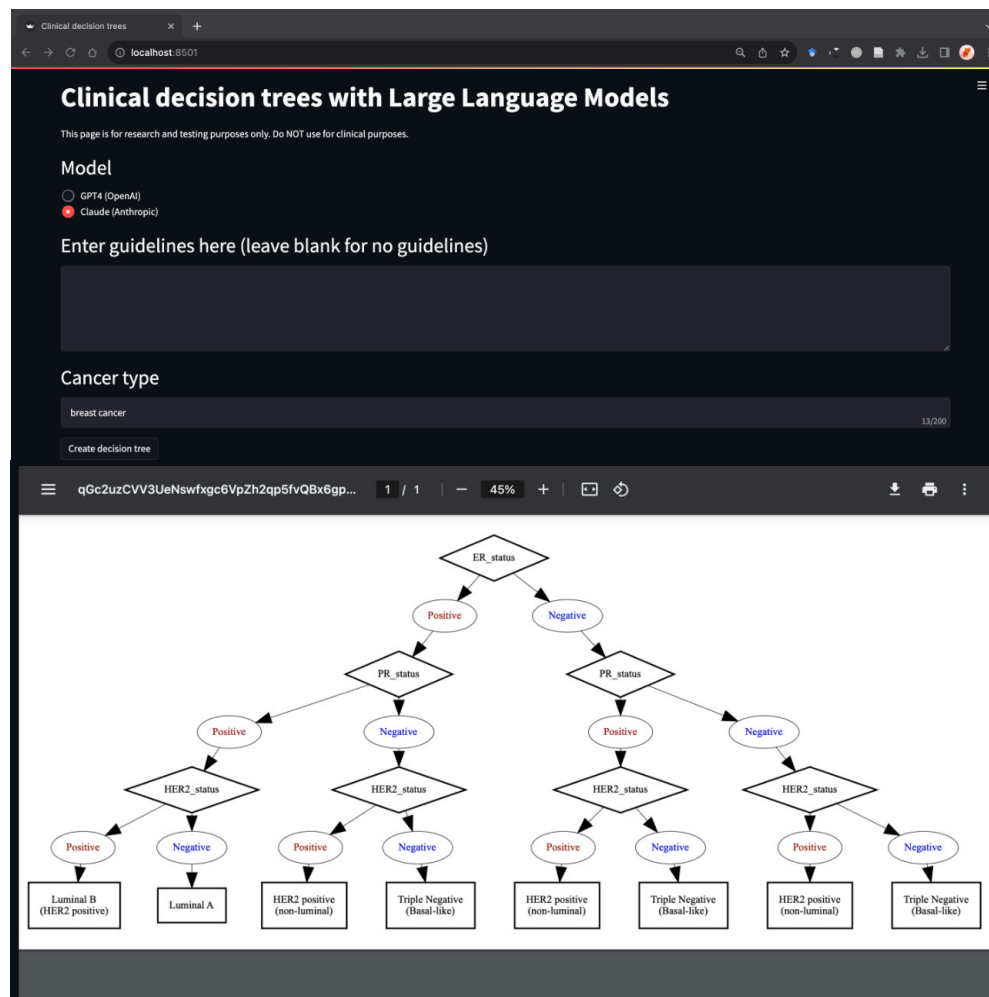 Clinical decision trees
localhost:8501
Clinical decision trees with Large Language Models
This page is for research and testing purposes only. Do NOT use for clinical purposes.
Model
GPT4 (OpenAI)
Claude (Anthropic)
Enter guidelines here (leave blank for no guidelines)
Cancer type
breast cancer
13/200
Create decision tree
qGc2uzCVV3UeNswfxgc6VpZh2qp5fvQBx6gp... 1 / 1 45%
ER_status
Positive Negative
PR_status PR_status
Positive Negative Positive Negative
HER2_status HER2_status HER2_status HER2_status
Positive Negative Positive Negative Positive Negative Positive Negative
Luminal B Luminal A HER2 positive Triple Negative HER2 positive Triple Negative HER2 positive Triple Negative
(HER2 positive) (non-luminal) (Basal-like) (non-luminal) (Basal-like) (non-luminal) (Basal-like)